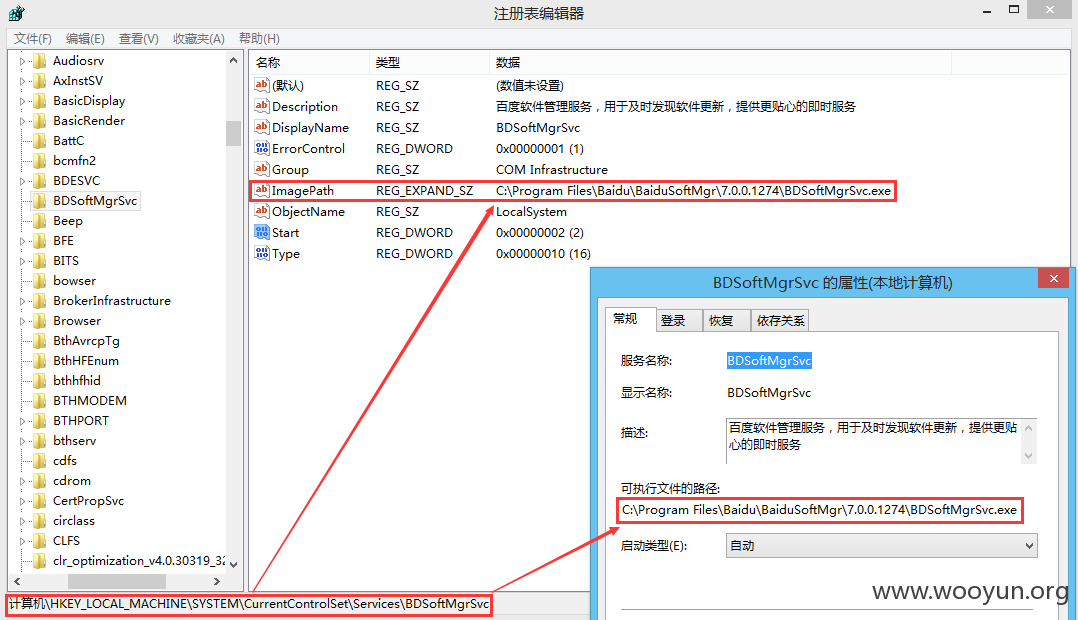 注册表编辑器
文件(F) 编辑(E) 查看(V) 收藏夹(A) 帮助(H)
Audiosrv
AxInstSV
BasicDisplay
BasicRender
BattC
bcmfn2
BDESVC
BDSoftMgrSvc
Beep
BFE
BITS
bowser
BrokerInfrastructure
Browser
BthAvrcpTg
BthHFEnum
bthhfhid
BTHMODEM
BTHPORT
bthserv
cdfs
cdrom
CertPropSvc
circlass
CLFS
clr_optimization_v4.0.30319_32
名称 类型 数据
(默认) REG_SZ (数值未设置)
Description REG_SZ 百度软件管理服务，用于及时发现软件更新，提供更贴心的即时服务
DisplayName REG_SZ BDSoftMgrSvc
ErrorControl REG_DWORD 0x00000001 (1)
Group REG_SZ COM Infrastructure
ImagePath REG_EXPAND_SZ C:\Program Files\Baidu\BaiduSoftMgr\7.0.0.1274\BDSoftMgrSvc.exe
ObjectName REG_SZ LocalSystem
Start REG_DWORD 0x00000002 (2)
Type REG_DWORD 0x00000010 (16)
BDSoftMgrSvc 的属性(本地计算机)
常规 登录 恢复 依存关系
服务名称: BDSoftMgrSvc
显示名称: BDSoftMgrSvc
描述: 百度软件管理服务，用于及时发现软件更新，提供更贴
心的即时服务
可执行文件的路径:
C:\Program Files\Baidu\BaiduSoftMgr\7.0.0.1274\BDSoftMgrSvc.exe
启动类型(E): 自动
计算机\HKEY_LOCAL_MACHINE\SYSTEM\CurrentControlSet\Services\BDSoftMgrSvc
www.wooyun.org